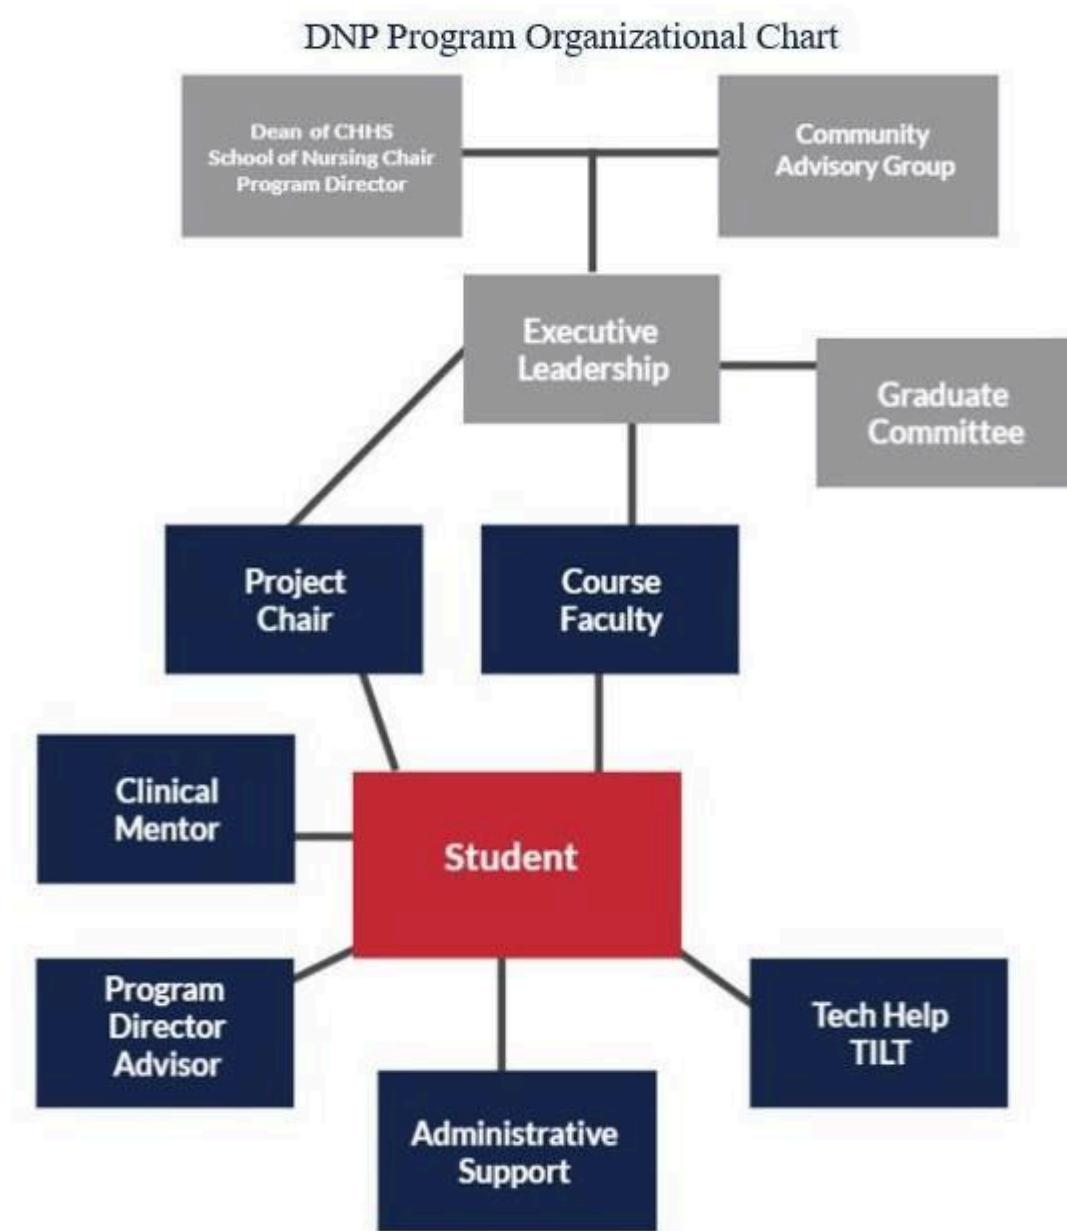 DNP Program Organizational Chart
Dean of CHHS
School of Nursing Chair
Program Director
Community
Advisory Group
Executive
Leadership
Graduate
Committee
Project
Chair
Course
Faculty
Clinical
Mentor
Student
Program
Director
Advisor
Tech Help
TILT
Administrative
Support